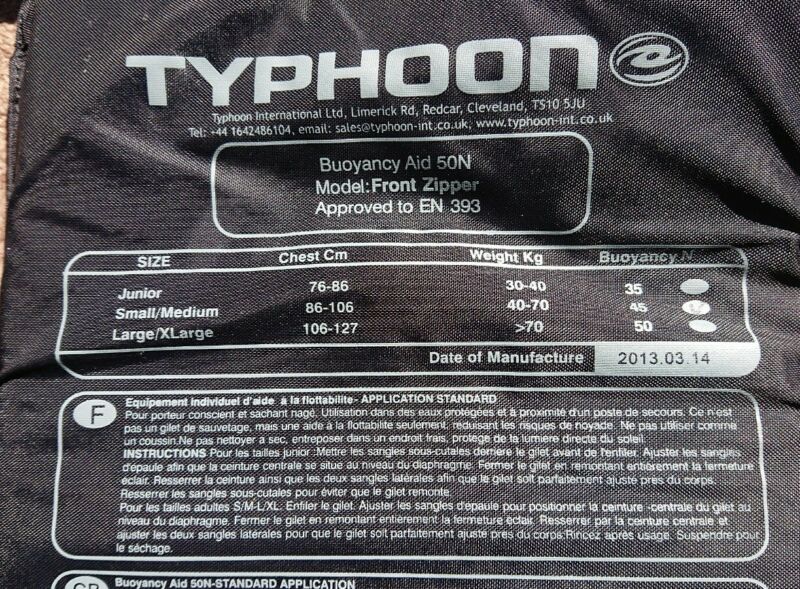 TYPHOON
Typhoon International Ltd, Limerick Rd, Redcar, Cleveland, TS10 5JU
Tel: +44 1642486104, email: sales@typhoon-int.co.uk, www.typhoon-int.co.uk
Buoyancy Aid 50N
Model:Front Zipper
Approved to EN 393
SIZE Chest Cm Weight Kg Buoyancy N
Junior 76-86 30-40 35
Small/Medium 86-106 40-70 45
Large/XLarge 106-127 >70 50
Date of Manufacture 2013.03.14
F
Equipement individuel d'aide à la flottabilite- APPLICATION STANDARD
Pour porteur conscient et sachant nagé. Utilisation dans des eaux protégées et à proximité d'un poste de secours. Ce n'est
pas un gilet de sauvetage, mais une aide à la flottabilite seulement, reduisant les risques de noyade. Ne pas utiliser comme
un coussin.Ne pas nettoyer a sec, entreposer dans un endroit frais, protege de la lumiere directe du soleil.
INSTRUCTIONS Pour les tailles junior :Mettre les sangles sous-cutales derriere le gilet avant de l'enfiler. Ajuster les sangles
d'epaule afin que la ceinture centrale se situe au niveau du diaphragme. Fermer le gilet en remontant entièrement la fermeture
eclair. Resserrer la ceinture ainsi que les deux sangles latérales afin que le gilet soit parfaitement ajuste pres du corps.
Resserrer les sangles sous-cutales pour éviter que le gilet remonte.
Pour les tailles adultes S/M-L/XL. Enfiler le gilet. Ajuster les sangles d'epaule pour positionner la ceinture -centrale du gilet au
niveau du diaphragme. Fermer le gilet en remontant entièrement la fermeture éclair. Resserrer par la ceinture centrale et
ajuster les deux sangles latérales pour que le gilet soit parfaitement ajuste pres du corps.Rincez après usage. Suspendre pour
le séchage.
GB
Buoyancy Aid 50N-STANDARD APPLICATION